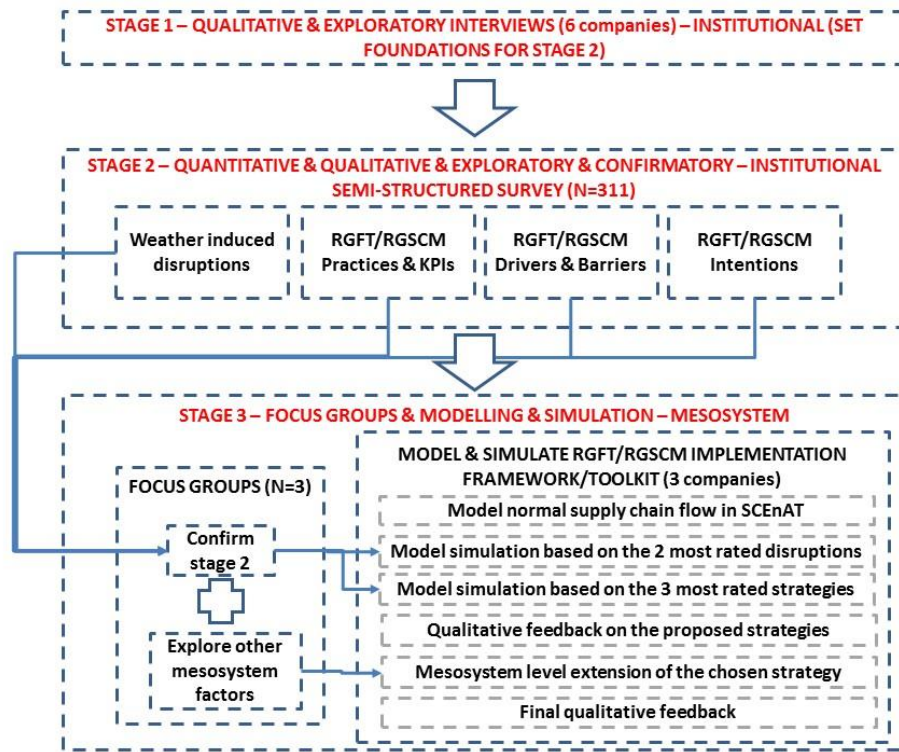 STAGE 1 – QUALITATIVE & EXPLORATORY INTERVIEWS (6 companies) – INSTITUTIONAL (SET
FOUNDATIONS FOR STAGE 2)
STAGE 2 – QUANTITATIVE & QUALITATIVE & EXPLORATORY & CONFIRMATORY – INSTITUTIONAL
SEMI-STRUCTURED SURVEY (N=311)
Weather induced
disruptions
RGFT/RGSCM
Practices & KPIs
RGFT/RGSCM
Drivers & Barriers
RGFT/RGSCM
Intentions
STAGE 3 – FOCUS GROUPS & MODELLING & SIMULATION – MESOSYSTEM
FOCUS GROUPS (N=3)
Confirm
stage 2
Explore other
mesosystem
factors
MODEL & SIMULATE RGFT/RGSCM IMPLEMENTATION
FRAMEWORK/TOOLKIT (3 companies)
Model normal supply chain flow in SCEnAT
Model simulation based on the 2 most rated disruptions
Model simulation based on the 3 most rated strategies
Qualitative feedback on the proposed strategies
Mesosystem level extension of the chosen strategy
Final qualitative feedback